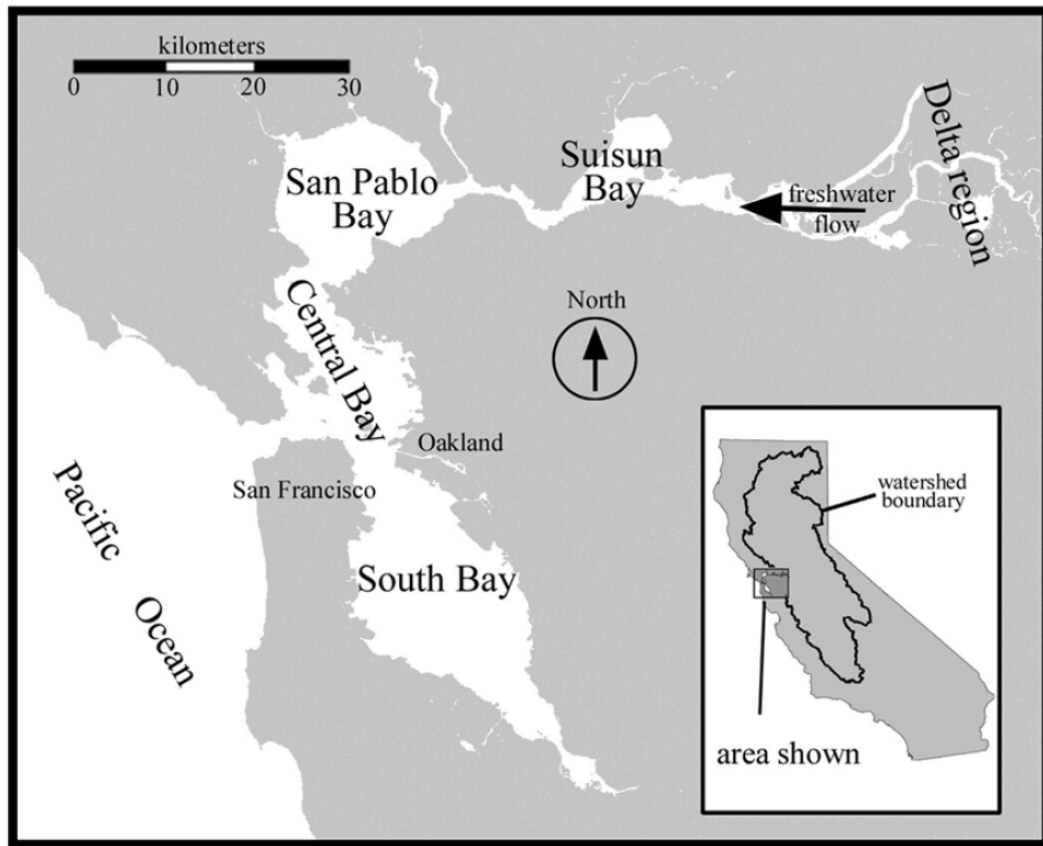 kilometers
0 10 20 30
San Pablo
Bay
Suisun
Bay
Delta region
freshwater
flow
North
Central Bay
Oakland
San Francisco
South Bay
Pacific
Ocean
watershed
boundary
area shown